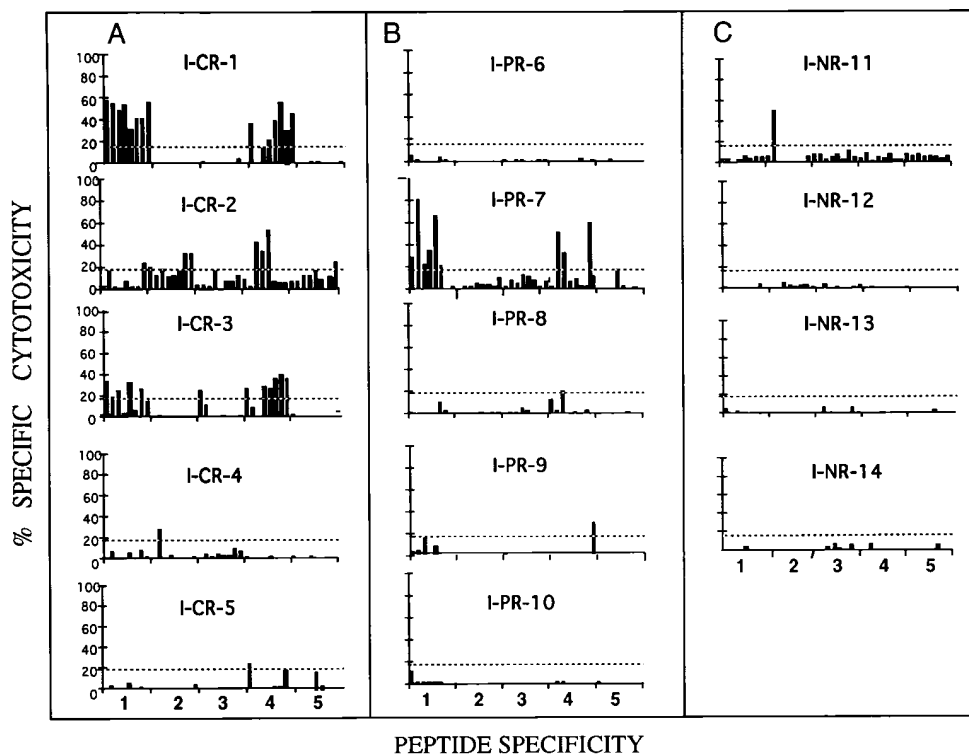 A
B
C
% SPECIFIC CYTOTOXICITY
I-CR-1
100
80
60
40
20
0
I-CR-2
100
80
60
40
20
0
I-CR-3
100
80
60
40
20
0
I-CR-4
100
80
60
40
20
0
I-CR-5
100
80
60
40
20
0
1 2 3 4 5
I-PR-6
I-PR-7
I-PR-8
I-PR-9
I-PR-10
1 2 3 4 5
I-NR-11
I-NR-12
I-NR-13
I-NR-14
1 2 3 4 5
PEPTIDE SPECIFICITY